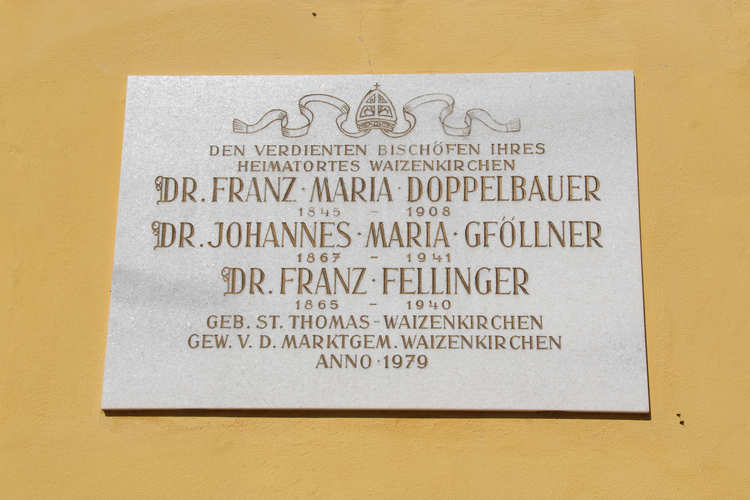 DEN VERDIENTEN BISCHÖFEN IHRES
HEIMATORTES WAIZENKIRCHEN
DR. FRANZ · MARIA · DOPPELBAUER
1845 – 1908
DR. JOHANNES · MARIA · GFÖLLNER
1867 – 1941
DR. FRANZ · FELLINGER
1865 – 1940
GEB. ST. THOMAS - WAIZENKIRCHEN
GEW. V. D. MARKTGEM. WAIZENKIRCHEN
ANNO · 1979